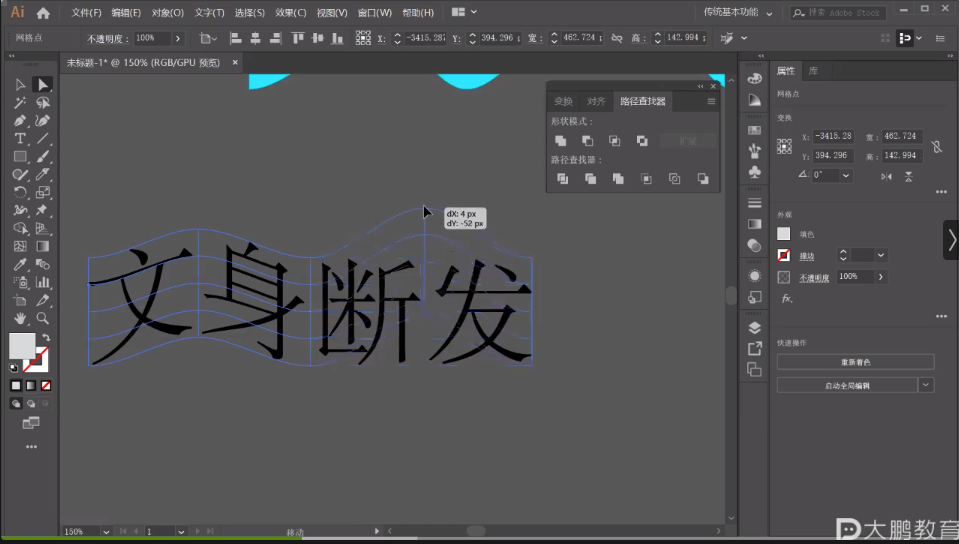 Ai 文件(F) 编辑(E) 对象(O) 文字(T) 选择(S) 效果(C) 视图(V) 窗口(W) 帮助(H) 传统基本功能 搜索 Adobe Stock
网格点 不透明度： 100% X: -3415.287 Y: 394.296 宽： 462.724 高： 142.994
未标题-1* @ 150% (RGB/GPU 预览) ×
变换 对齐 路径查找器
形状模式：
扩展
路径查找器：
属性 库
网格点
变换
X: -3415.28 宽： 462.724
Y: 394.296 高： 142.994
0°
外观
填色
描边
不透明度 100%
fx.
快速操作
重新着色
启动全局编辑
dX: 4 px
dY: -52 px
文身断发
150% 1 移动
大鹏教育